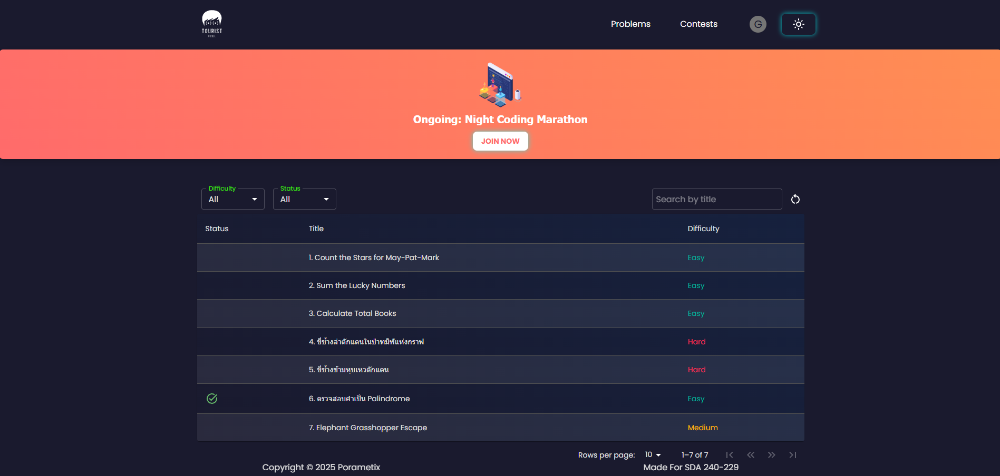 TOURIST
CODE
Problems
Contests
G
Ongoing: Night Coding Marathon
JOIN NOW
Difficulty
All
Status
All
Search by title
Status Title Difficulty
1. Count the Stars for May-Pat-Mark Easy
2. Sum the Lucky Numbers Easy
3. Calculate Total Books Easy
4. ขี่ช้างล่าตั๊กแตนในป่าทมิฬแห่งกราฟ Hard
5. ขี่ช้างข้ามหุบเหวตั๊กแตน Hard
6. ตรวจสอบคำเป็น Palindrome Easy
7. Elephant Grasshopper Escape Medium
Rows per page: 10 1–7 of 7
Copyright © 2025 Porametix
Made For SDA 240-229